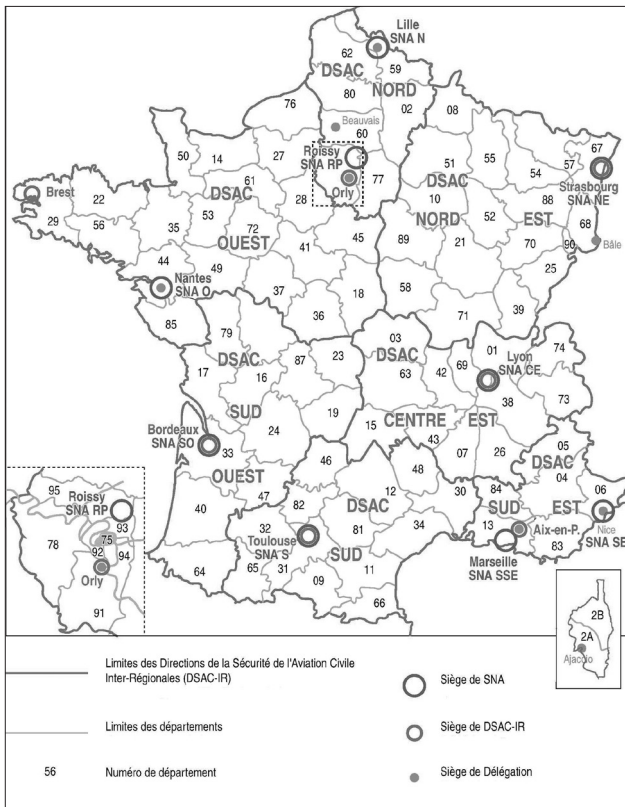 Lille
SNA N
62
DSAC
59
80
NORD
76
02
08
Beauvais
60
67
50
14
27
Roissy
SNA RP
57
51
55
54
Strasbourg
SNA NE
61
77
DSAC
Brest
22
DSAC
28
Orly
10
88
29
56
35
53
72
52
EST
68
NORD
OUEST
41
45
89
21
70
90
Bâle
44
49
25
Nantes
SNA O
37
18
58
36
39
85
71
79
03
DSAC
DSAC
01
74
17
16
87
23
63
42
69
Lyon
SNA CE
38
73
SUD
19
15
CENTRE
EST
Bordeaux
SNA SO
24
43
05
33
07
26
DSAC
46
48
04
OUEST
95
Roissy
SNA RP
47
12
30
84
06
40
82
DSAC
SUD
EST
93
32
78
75
Toulouse
SNA S
81
34
13
Aix-en-P.
Nice
SNA SE
92
94
SUD
83
Orly
64
65
31
11
Marseille
SNA SSE
09
91
66
2B
2A
Ajaccio
Limites des Directions de la Sécurité de l'Aviation Civile
Inter-Régionales (DSAC-IR)
Siège de SNA
Limites des départements
Siège de DSAC-IR
56
Numéro de département
Siège de Délégation